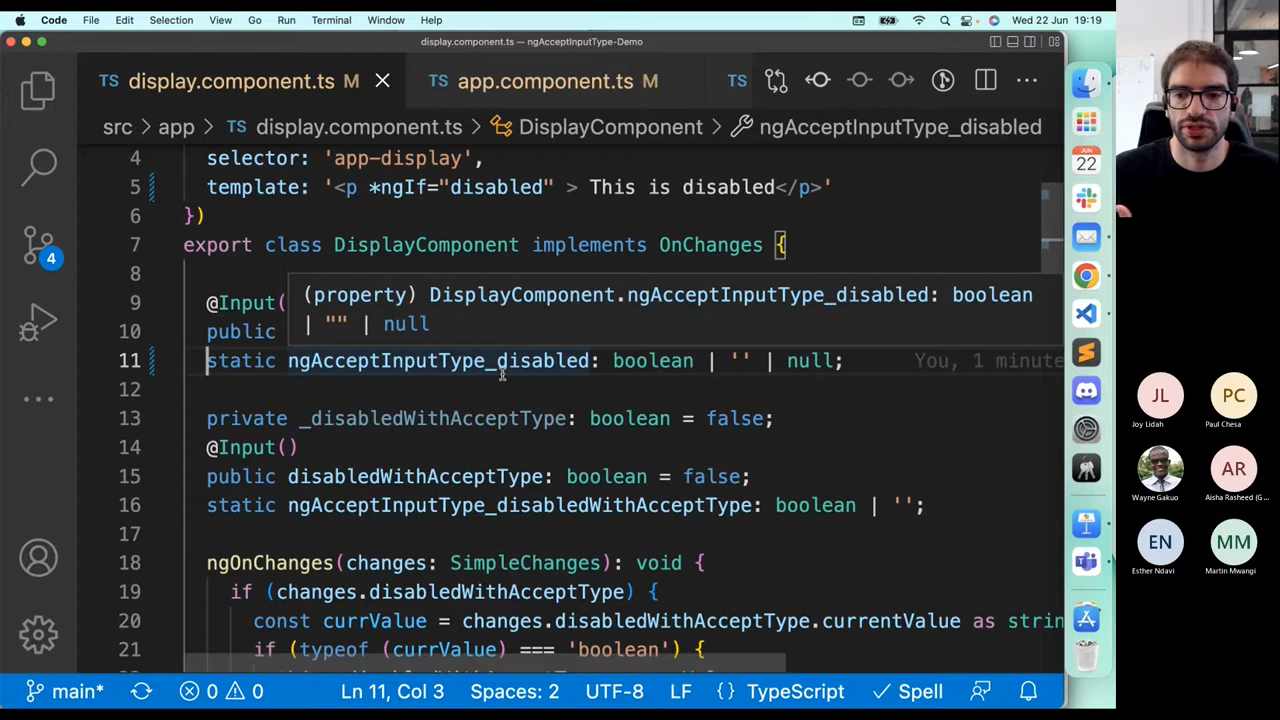 Code File Edit Selection View Go Run Terminal Window Help Wed 22 Jun 19:19
display.component.ts — ngAcceptInputType-Demo
TS display.component.ts M TS app.component.ts M TS
src > app > TS display.component.ts > DisplayComponent > ngAcceptInputType_disabled
4 selector: 'app-display',
5 template: '<p *ngIf="disabled" > This is disabled</p>'
6 })
7 export class DisplayComponent implements OnChanges {
8
9 @Input(
(property) DisplayComponent.ngAcceptInputType_disabled: boolean
| "" | null
10 public
11 static ngAcceptInputType_disabled: boolean | '' | null; You, 1 minute
12
13 private _disabledWithAcceptType: boolean = false;
14 @Input()
15 public disabledWithAcceptType: boolean = false;
16 static ngAcceptInputType_disabledWithAcceptType: boolean | '';
17
18 ngOnChanges(changes: SimpleChanges): void {
19 if (changes.disabledWithAcceptType) {
20 const currValue = changes.disabledWithAcceptType.currentValue as strin
21 if (typeof (currValue) === 'boolean') {
4
main* 0 0 Ln 11, Col 3 Spaces: 2 UTF-8 LF {} TypeScript Spell
JUN
22
JL
Joy Lidah
PC
Paul Chesa
Wayne Gakuo
AR
Aisha Rasheed (G ...
EN
Esther Ndavi
MM
Martin Mwangi